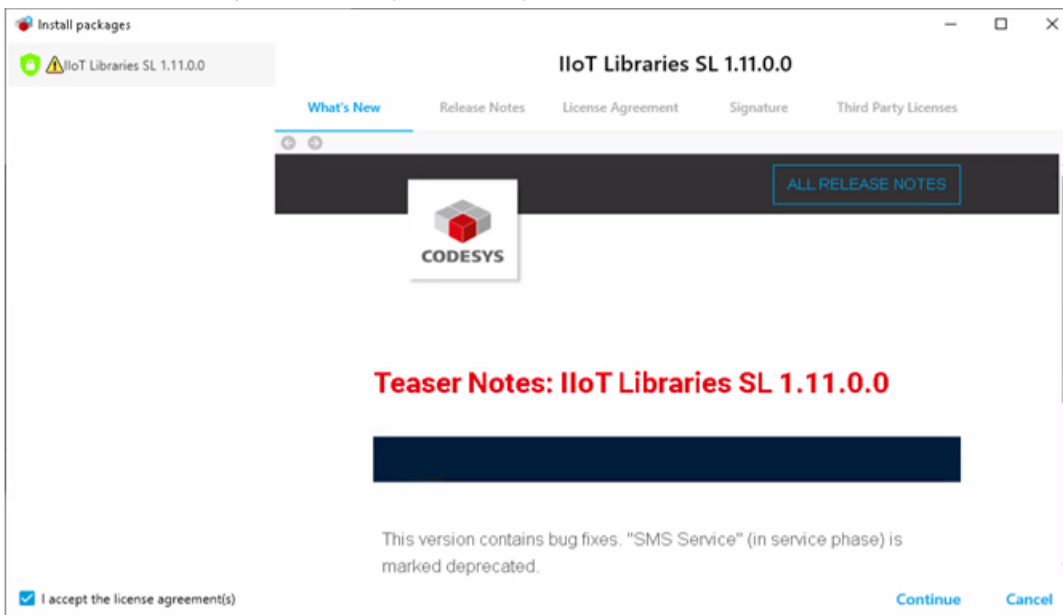 Install packages
IIoT Libraries SL 1.11.0.0
IIoT Libraries SL 1.11.0.0
What's New
Release Notes
License Agreement
Signature
Third Party Licenses
ALL RELEASE NOTES
CODESYS
Teaser Notes: IIoT Libraries SL 1.11.0.0
This version contains bug fixes. "SMS Service" (in service phase) is
marked deprecated.
I accept the license agreement(s)
Continue
Cancel